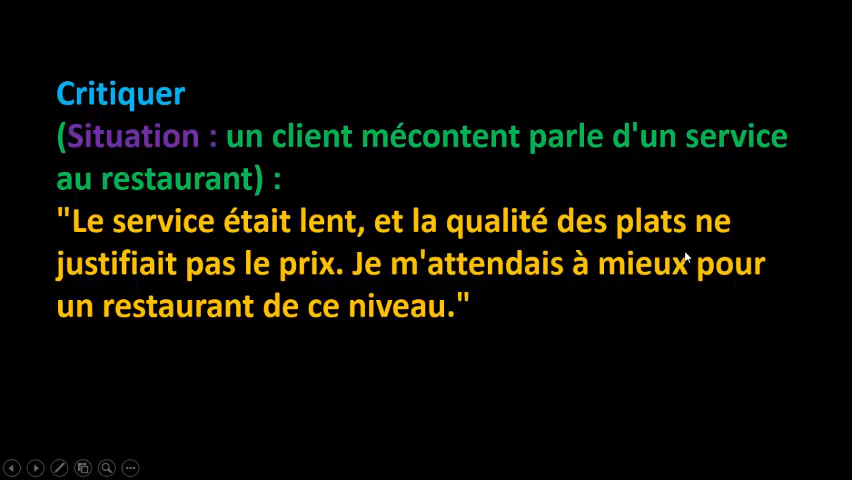 Critiquer
(Situation : un client mécontent parle d'un service
au restaurant) :
"Le service était lent, et la qualité des plats ne
justifiait pas le prix. Je m'attendais à mieux pour
un restaurant de ce niveau."